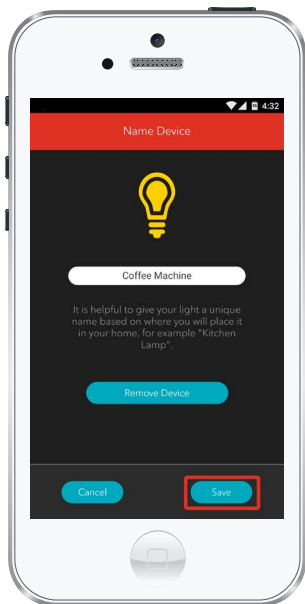 4:32
Name Device
Coffee Machine
It is helpful to give your light a unique
name based on where you will place it
in your home, for example "Kitchen
Lamp".
Remove Device
Cancel
Save